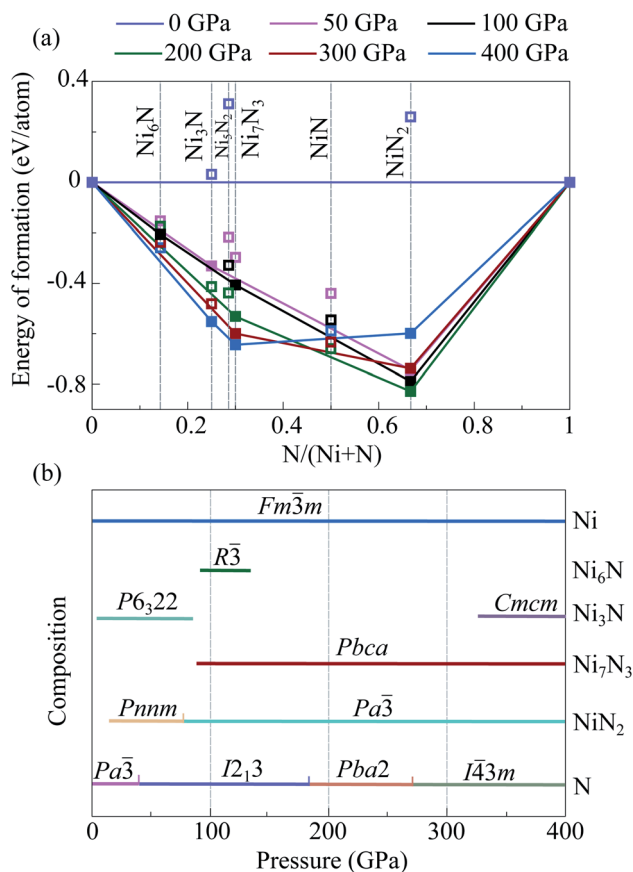 (a)
0 GPa 50 GPa 100 GPa
200 GPa 300 GPa 400 GPa
Energy of formation (eV/atom)
0.4
0
-0.4
-0.8
Ni₆N
Ni₃N
Ni₅N₂
Ni₇N₃
NiN
NiN₂
0 0.2 0.4 0.6 0.8 1
N/(Ni+N)
(b)
Composition
Fm3̅m Ni
R3̅ Ni₆N
P6₃22 Cmcm Ni₃N
Pbca Ni₇N₃
Pnnm Pa3̅ NiN₂
Pa3̅ I2₁3 Pba2 I4̅3m N
0 100 200 300 400
Pressure (GPa)